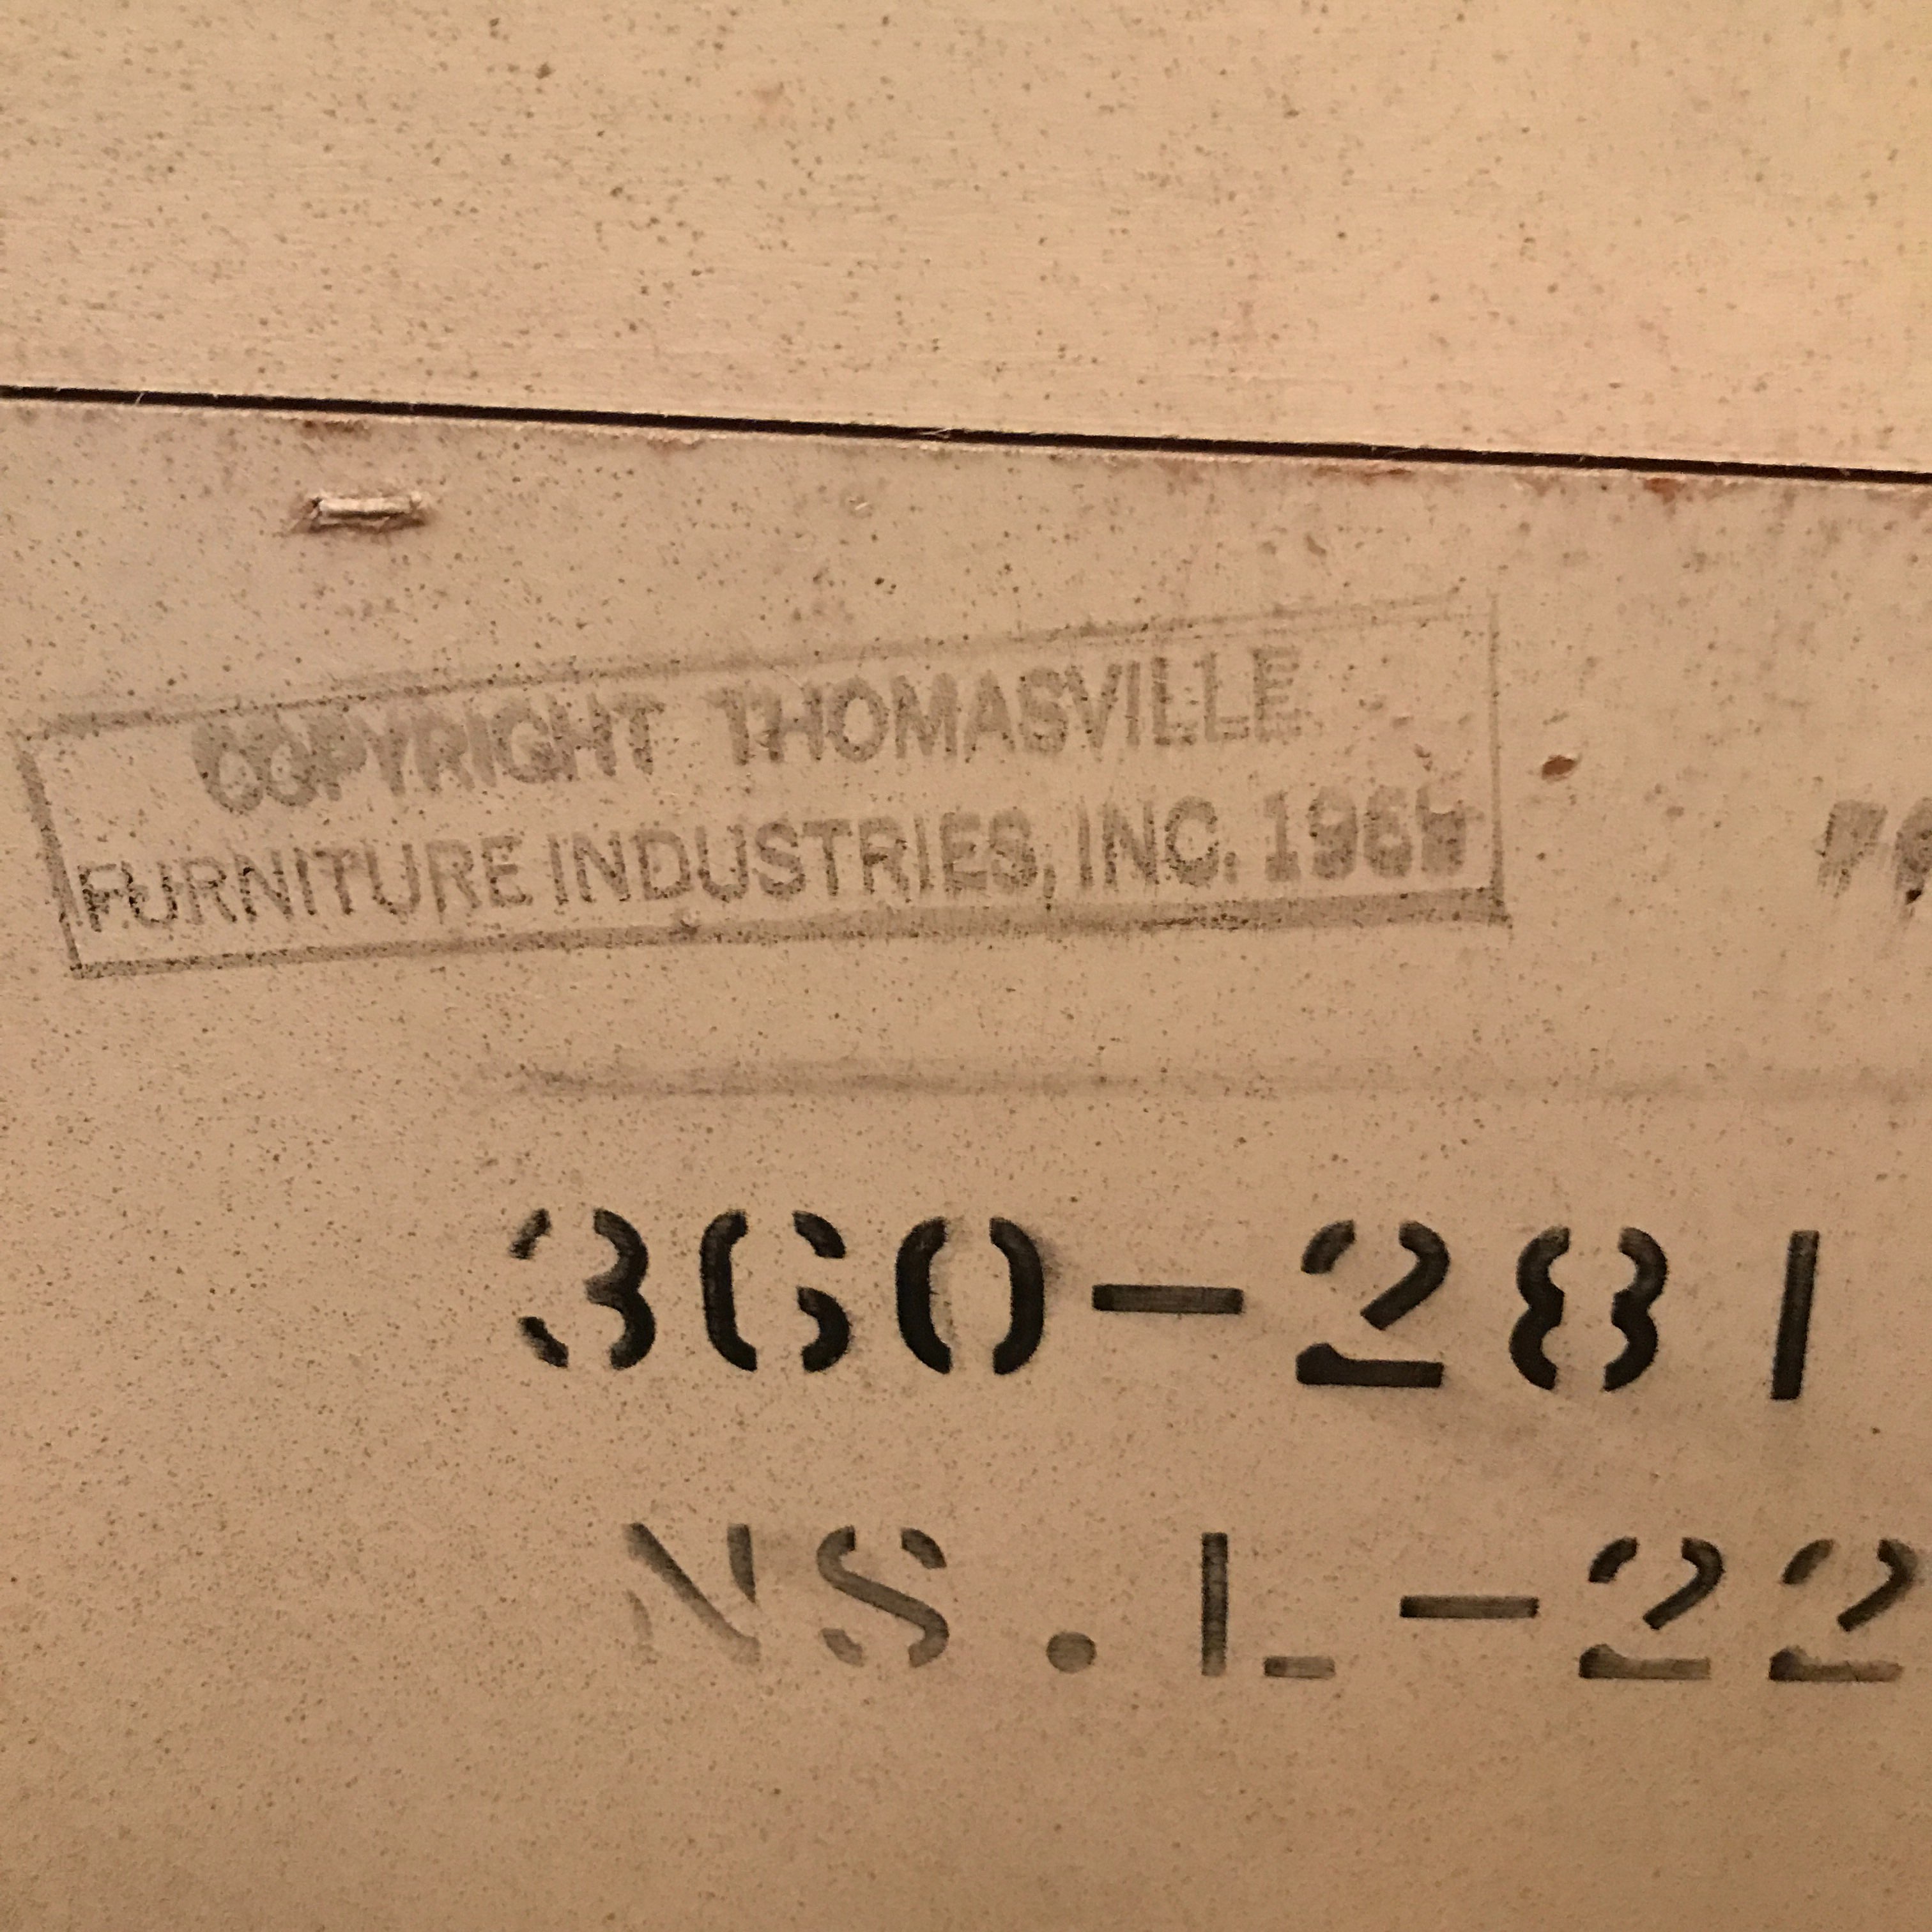 COPYRIGHT THOMASVILLE
FURNITURE INDUSTRIES, INC.
360-281
NS.L-22